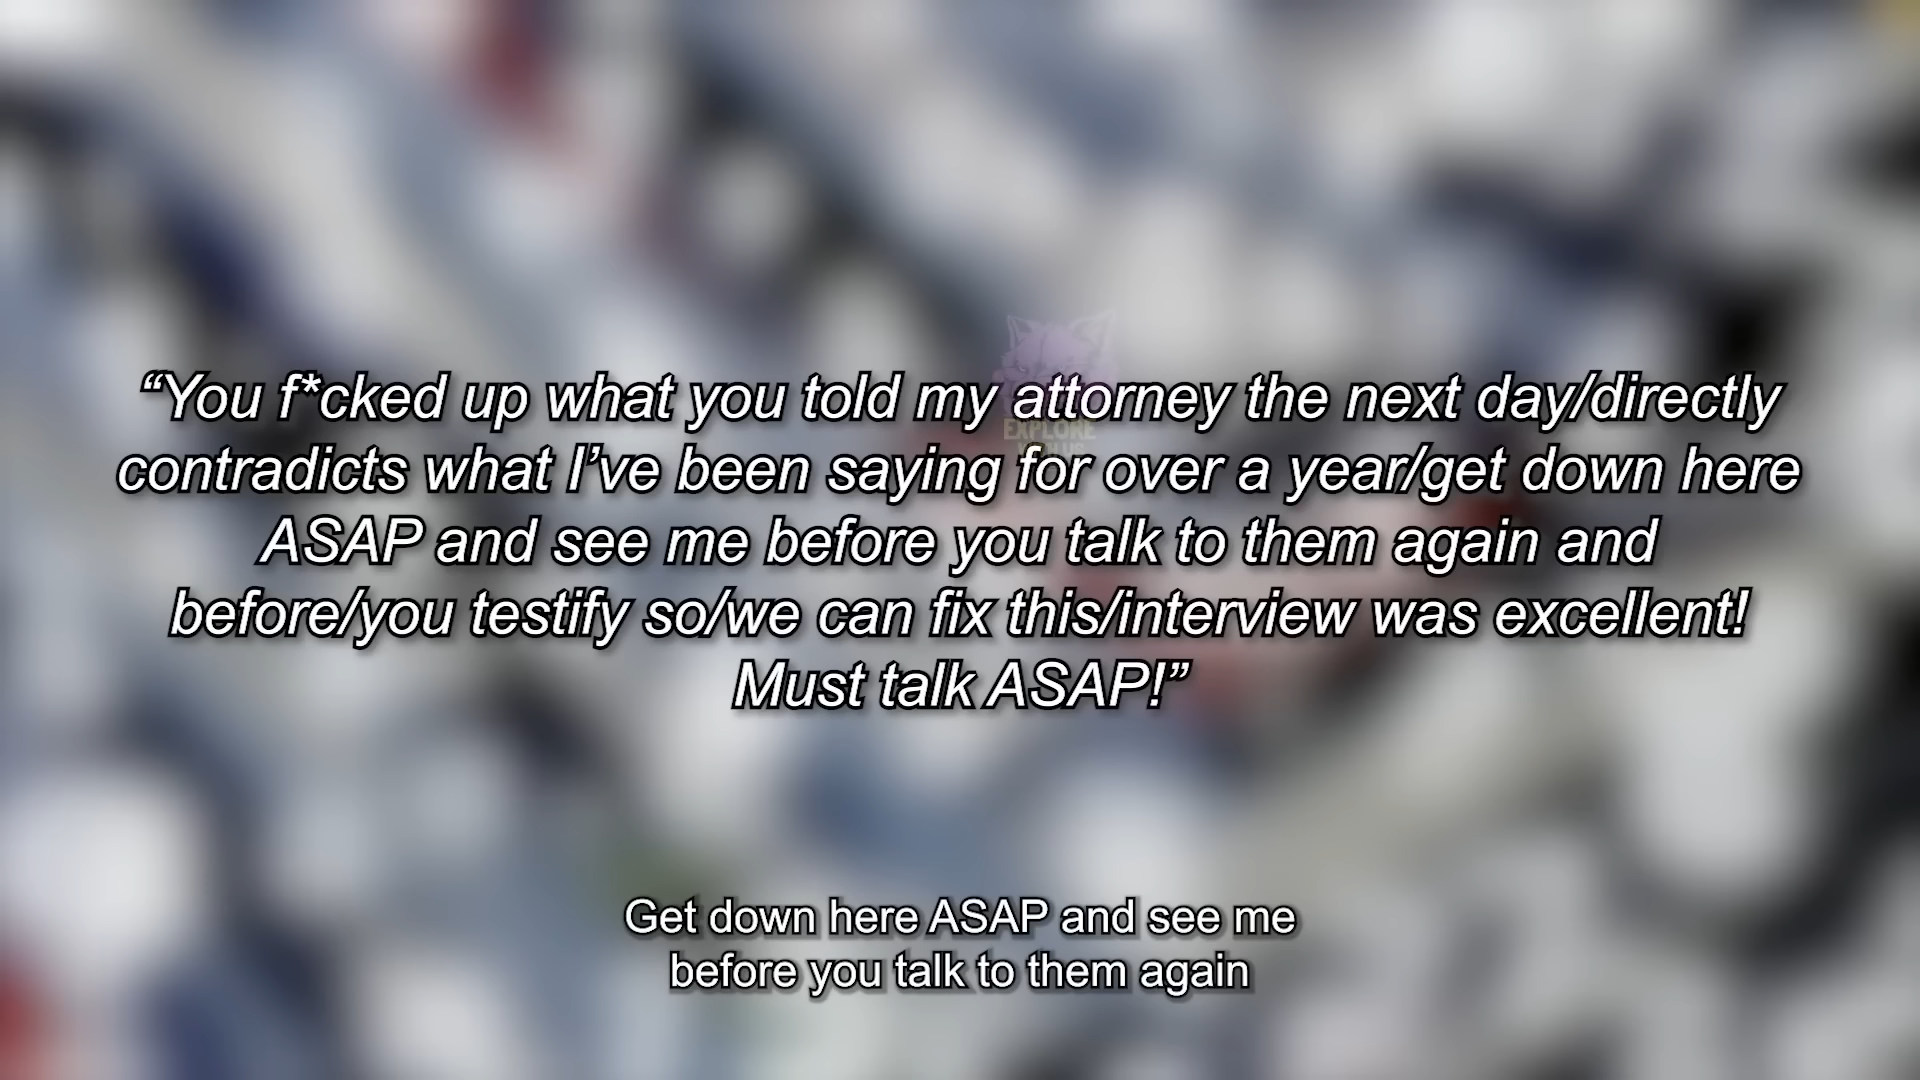 “You f*cked up what you told my attorney the next day/directly
contradicts what I’ve been saying for over a year/get down here
ASAP and see me before you talk to them again and
before/you testify so/we can fix this/interview was excellent!
Must talk ASAP!”
EXPLORE
Get down here ASAP and see me
before you talk to them again